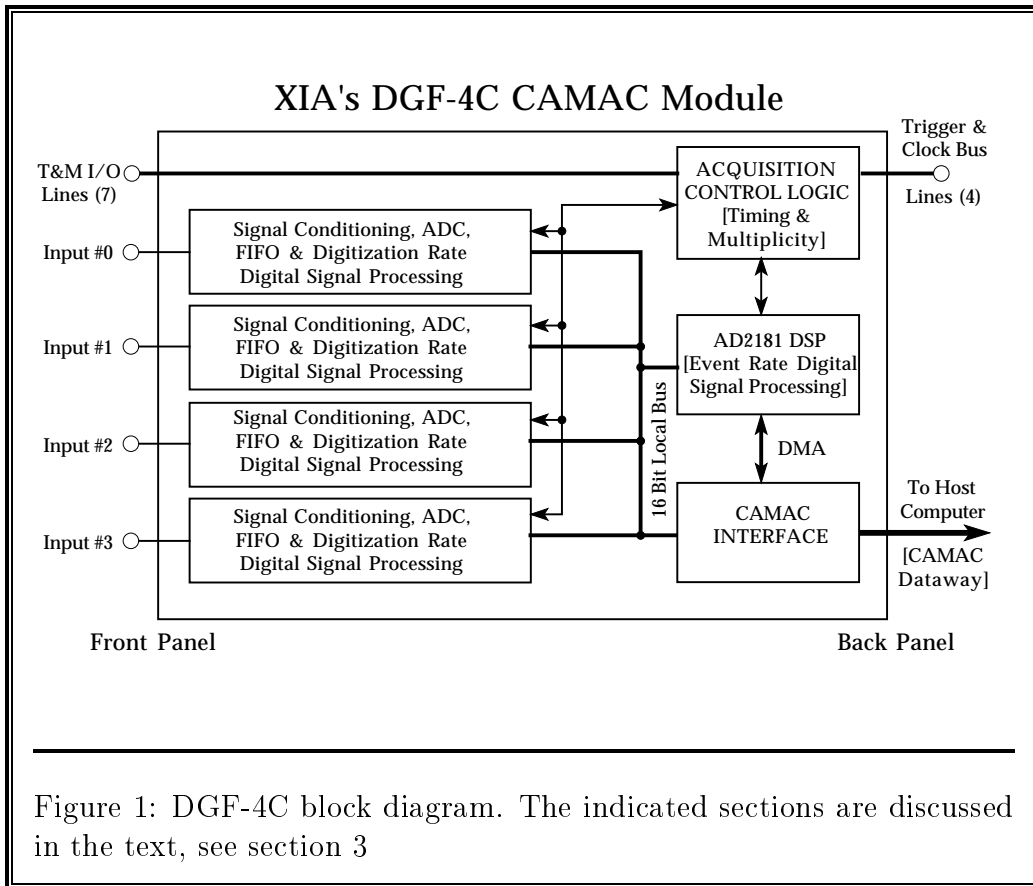 XIA's DGF-4C CAMAC Module
T&M I/O
Lines (7)
Trigger &
Clock Bus
Lines (4)
ACQUISITION
CONTROL LOGIC
[Timing &
Multiplicity]
Input #0
Signal Conditioning, ADC,
FIFO & Digitization Rate
Digital Signal Processing
Input #1
Signal Conditioning, ADC,
FIFO & Digitization Rate
Digital Signal Processing
AD2181 DSP
[Event Rate Digital
Signal Processing]
Input #2
Signal Conditioning, ADC,
FIFO & Digitization Rate
Digital Signal Processing
16 Bit Local Bus
DMA
Input #3
Signal Conditioning, ADC,
FIFO & Digitization Rate
Digital Signal Processing
CAMAC
INTERFACE
To Host
Computer
[CAMAC
Dataway]
Front Panel
Back Panel
Figure 1: DGF-4C block diagram. The indicated sections are discussed
in the text, see section 3